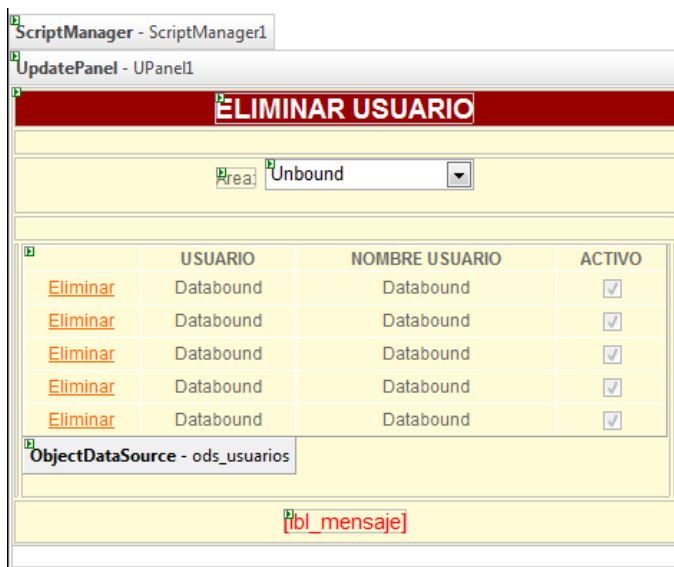 ScriptManager - ScriptManager1
UpdatePanel - UPanel1
ELIMINAR USUARIO
Area: Unbound
USUARIO NOMBRE USUARIO ACTIVO
Eliminar Databound Databound
Eliminar Databound Databound
Eliminar Databound Databound
Eliminar Databound Databound
Eliminar Databound Databound
ObjectDataSource - ods_usuarios
[lbl_mensaje]